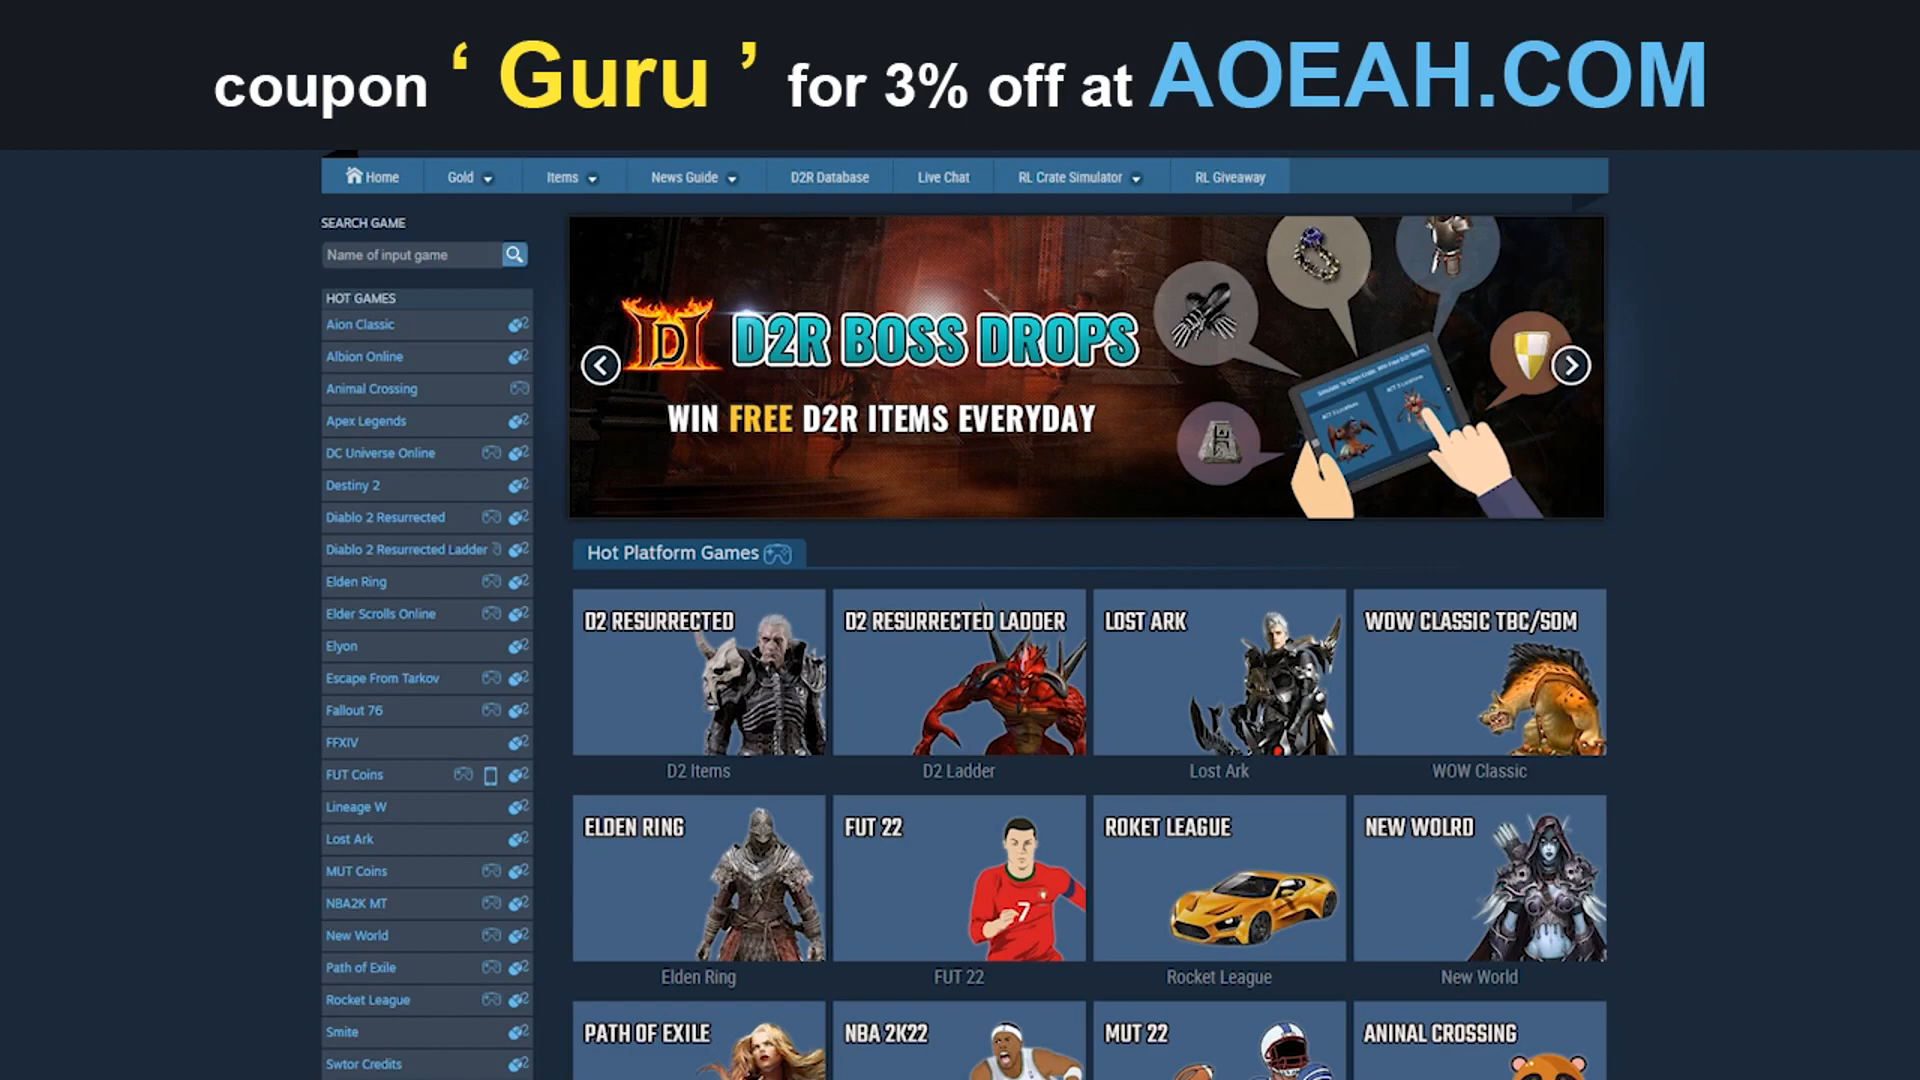 coupon ‘ Guru ’ for 3% off at AOEAH.COM
Home Gold Items News Guide D2R Database Live Chat RL Crate Simulator RL Giveaway
SEARCH GAME
Name of input game
HOT GAMES
Aion Classic
Albion Online
Animal Crossing
Apex Legends
DC Universe Online
Destiny 2
Diablo 2 Resurrected
Diablo 2 Resurrected Ladder
Elden Ring
Elder Scrolls Online
Elyon
Escape From Tarkov
Fallout 76
FFXIV
FUT Coins
Lineage W
Lost Ark
MUT Coins
NBA2K MT
New World
Path of Exile
Rocket League
Smite
Swtor Credits
D
D2R BOSS DROPS
WIN FREE D2R ITEMS EVERYDAY
Hot Platform Games
D2 RESURRECTED
D2 RESURRECTED LADDER
LOST ARK
WOW CLASSIC TBC/SOM
D2 Items
D2 Ladder
Lost Ark
WOW Classic
ELDEN RING
FUT 22
ROKET LEAGUE
NEW WOLRD
7
Elden Ring
FUT 22
Rocket League
New World
PATH OF EXILE
NBA 2K22
MUT 22
ANINAL CROSSING